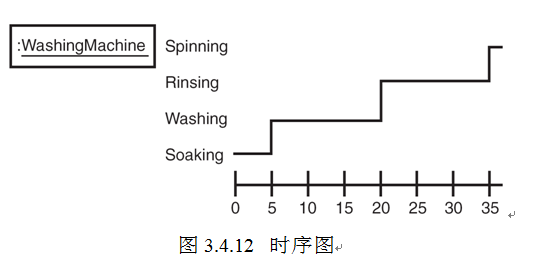 :WashingMachine
Spinning
Rinsing
Washing
Soaking
0 5 10 15 20 25 30 35
图 3.4.12 时序图